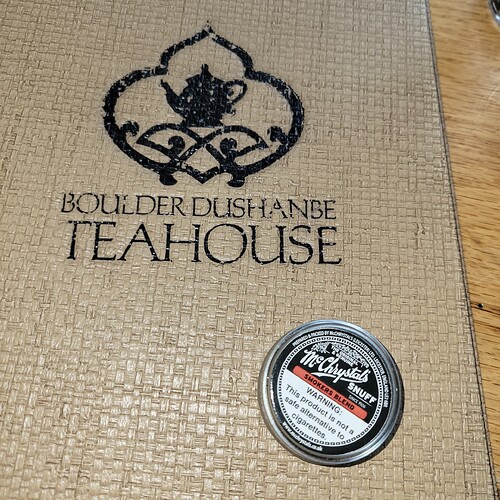 BOULDER DUSHANBE
TEAHOUSE
McChrystal's
SNUFF
SMOKERS BLEND
WARNING:
This product is not a
safe alternative to
cigarettes.